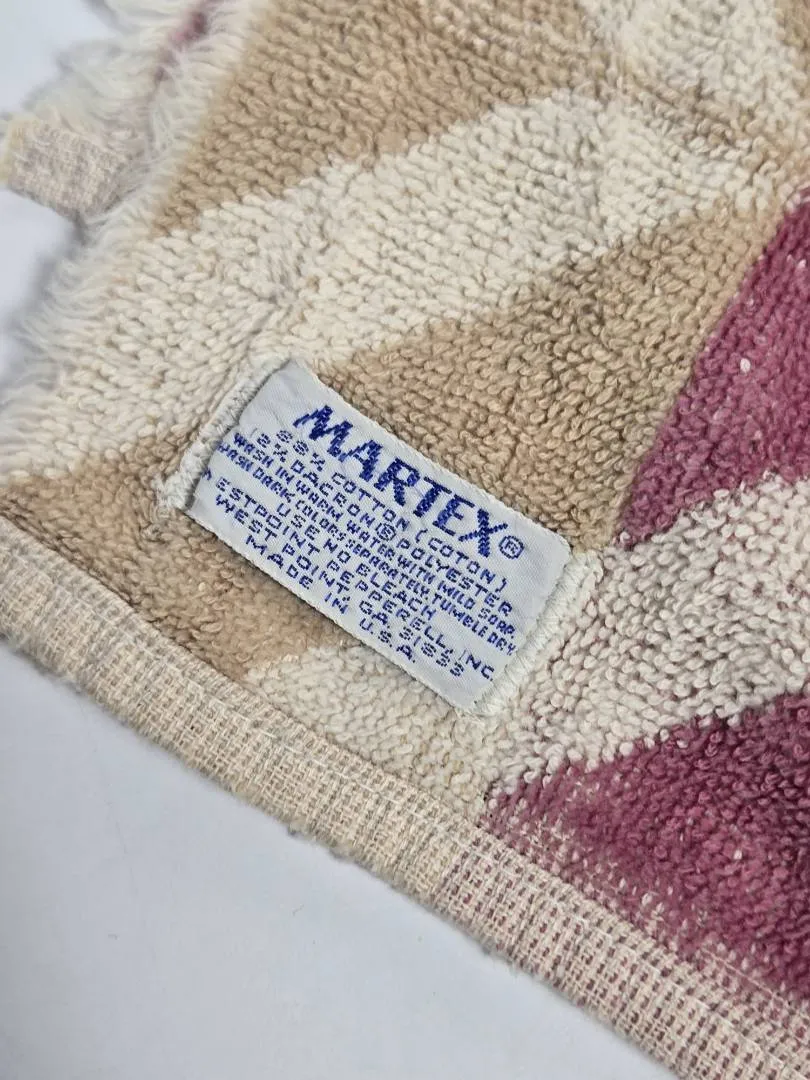 MARTEX®
88% COTTON (COTON)
12% DACRON® POLYESTER
WASH IN WARM WATER WITH MILD SOAP.
WASH DARK COLORS SEPARATELY. TUMBLE DRY.
USE NO BLEACH
WESTPOINT PEPPERELL, INC
WEST POINT, GA. 31833
MADE IN U.S.A.